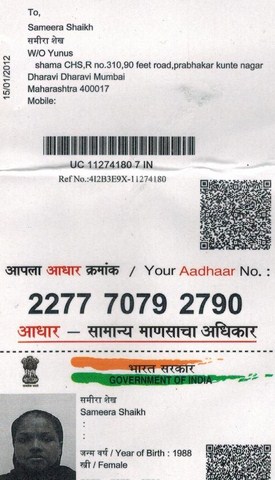 To,
Sameera Shaikh
समीरा शेख
W/O Yunus
shama CHS,R no.310,90 feet road,prabhakar kunte nagar
Dharavi Dharavi Mumbai
Maharashtra 400017
Mobile:
15/01/2012
UC 11274180 7 IN
Ref No.:4I2B3E9X-11274180
आपला आधार क्रमांक / Your Aadhaar No. :
2277 7079 2790
आधार – सामान्य माणसाचा अधिकार
भारत सरकार
GOVERNMENT OF INDIA
समीरा शेख
Sameera Shaikh
:
:
जन्म वर्ष / Year of Birth : 1988
स्त्री / Female